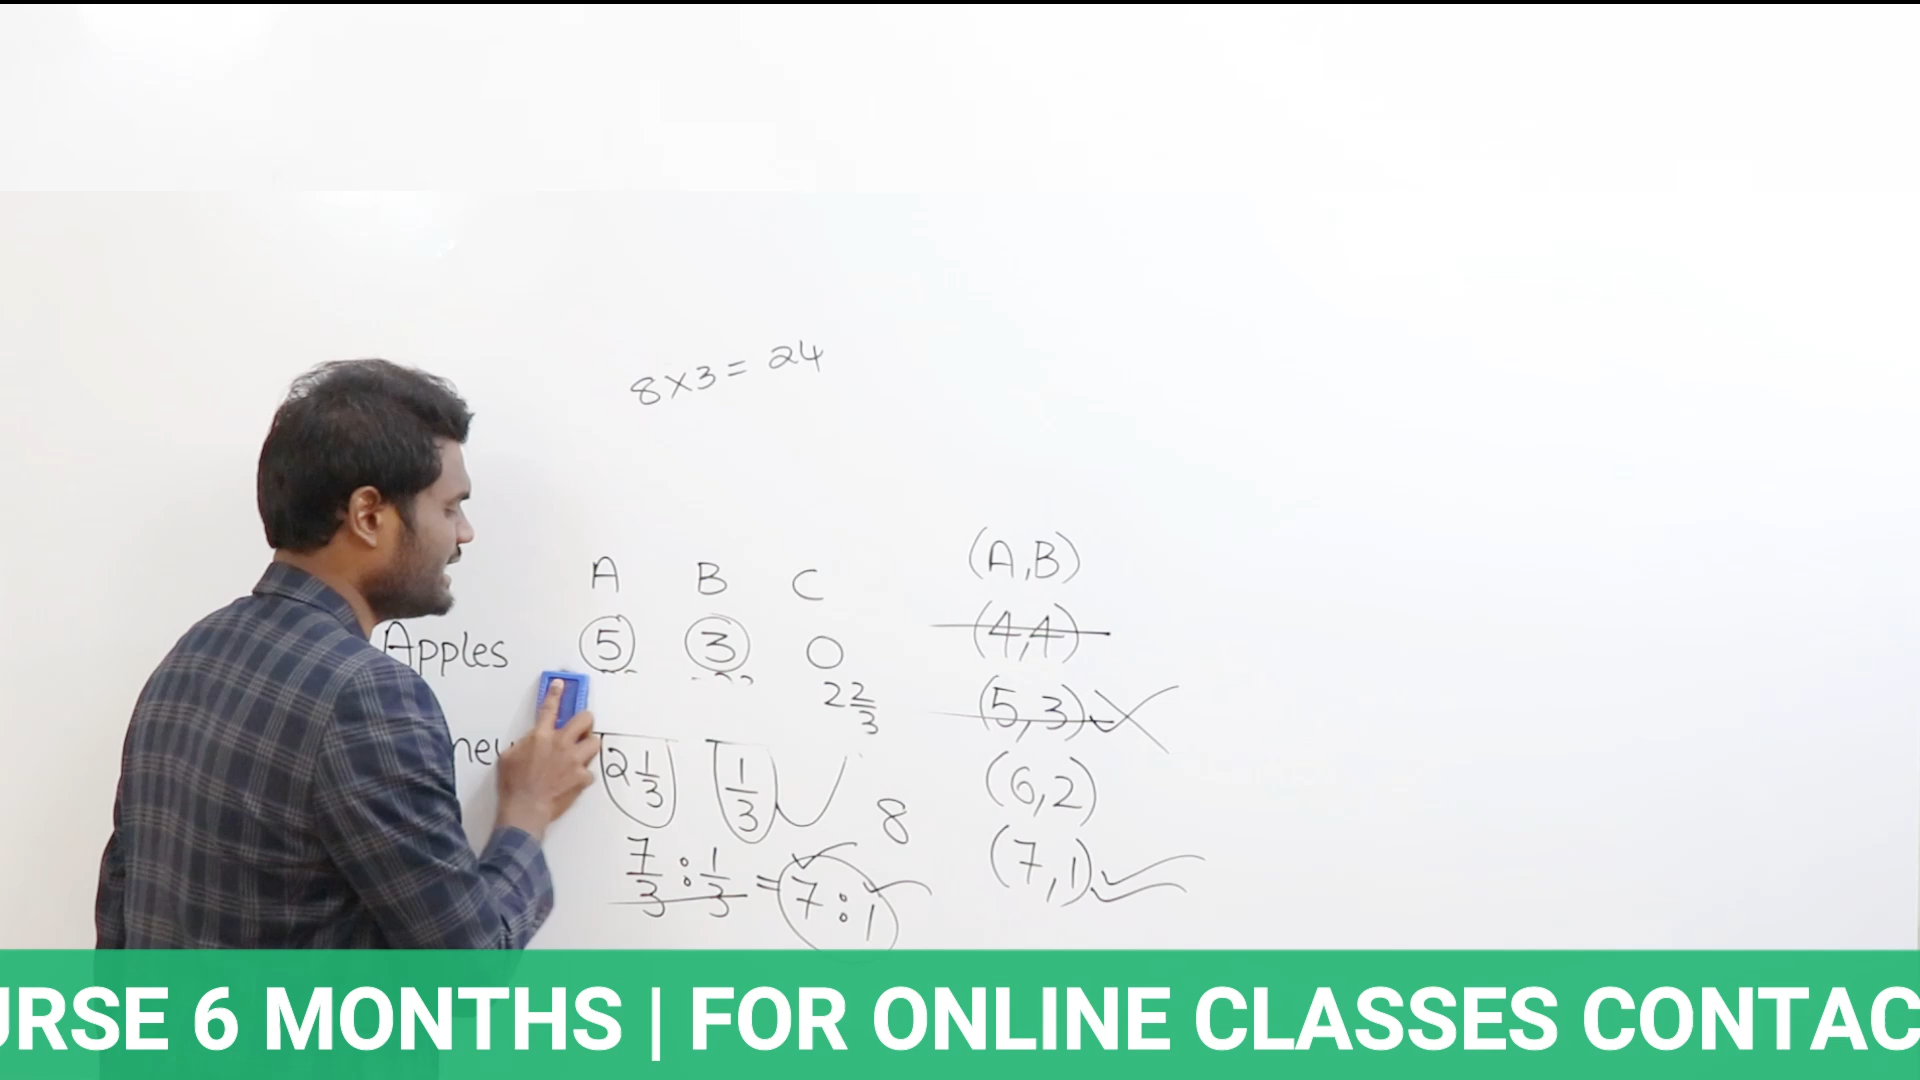 8×3= 24
A B C
Apples 5 3 0
2 2/3
ney
2 1/3 1/3
8
7/3 : 1/3 = 7:1
(A,B)
(4,4)
(5,3)
(6,2)
(7,1)
URSE 6 MONTHS | FOR ONLINE CLASSES CONTAC